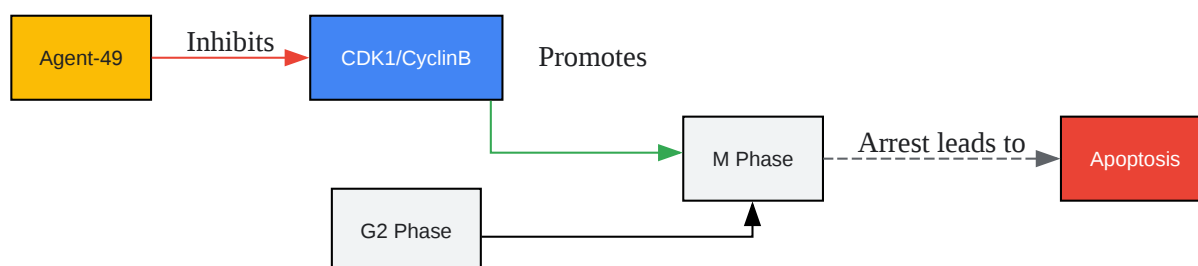 Agent-49
Inhibits
CDK1/CyclinB
Promotes
M Phase
Arrest leads to
Apoptosis
G2 Phase